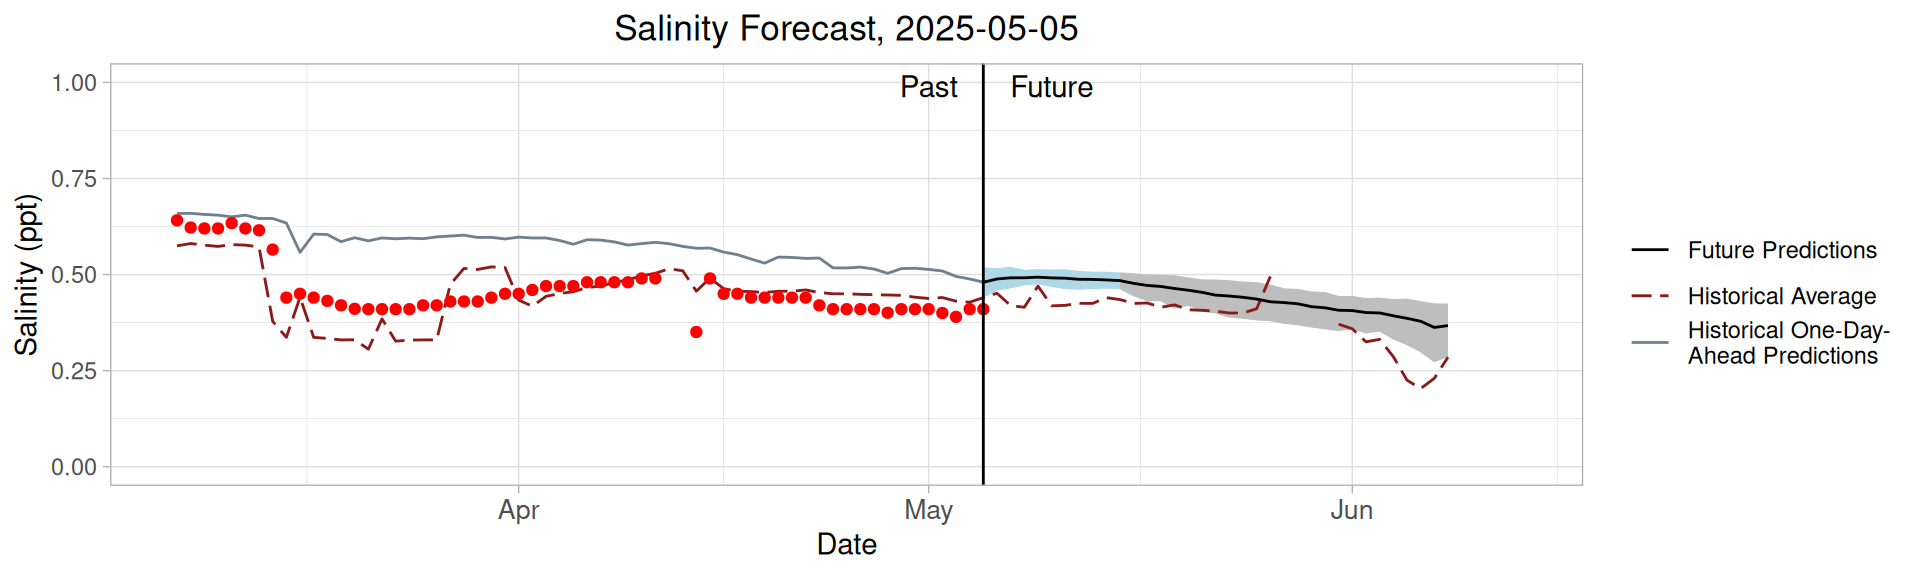 Salinity Forecast, 2025-05-05
Past Future
1.00
0.75
0.50
0.25
0.00
Salinity (ppt)
Apr May Jun
Date
Future Predictions
Historical Average
Historical One-Day-
Ahead Predictions